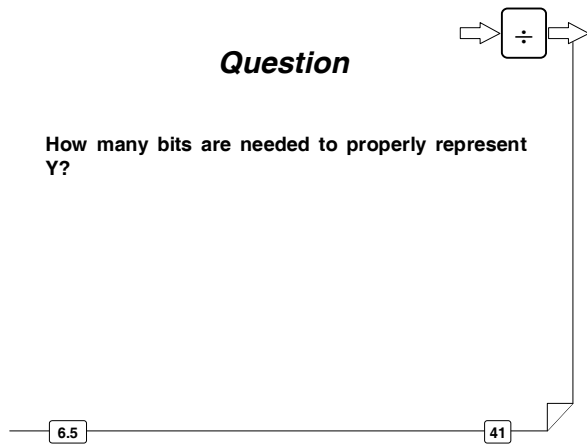 ÷
Question
How many bits are needed to properly represent
Y?
6.5
41